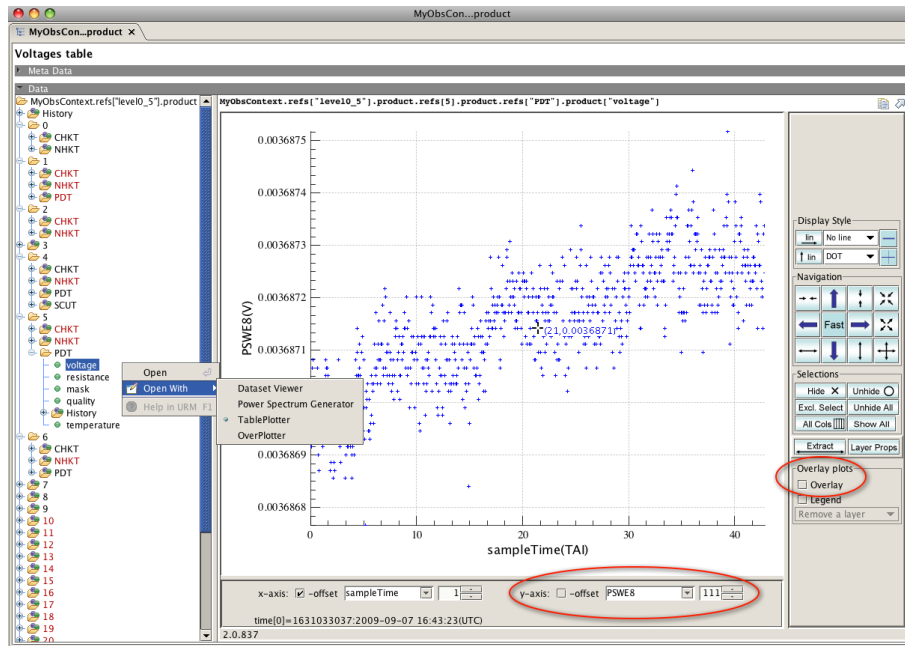 MyObsCon...product
MyObsCon...product ×
Voltages table
Meta Data
Data
MyObsContext.refs["level0_5"].product
History
0
CHKT
NHKT
1
CHKT
NHKT
PDT
2
CHKT
NHKT
3
4
CHKT
NHKT
PDT
SCUT
5
CHKT
NHKT
PDT
voltage
resistance
mask
quality
History
temperature
6
CHKT
NHKT
PDT
7
8
9
10
11
12
13
14
15
16
17
18
19
20
Open
Open With
Help in URM F1
Dataset Viewer
Power Spectrum Generator
TablePlotter
OverPlotter
MyObsContext.refs["level0_5"].product.refs[5].product.refs["PDT"].product["voltage"]
PSWE8(V)
0.0036875
0.0036874
0.0036873
0.0036872
0.0036871
0.0036869
0.0036868
(21,0.0036871)
0 10 20 30 40
sampleTime(TAI)
x-axis: -offset sampleTime 1 y-axis: -offset PSWE8 111
time[0]=1631033037:2009-09-07 16:43:23(UTC)
2.0.837
Display Style
lin No line
lin DOT
Navigation
Fast
Selections
Hide Unhide
Excl. Select Unhide All
All Cols Show All
Extract Layer Props
Overlay plots
Overlay
Legend
Remove a layer